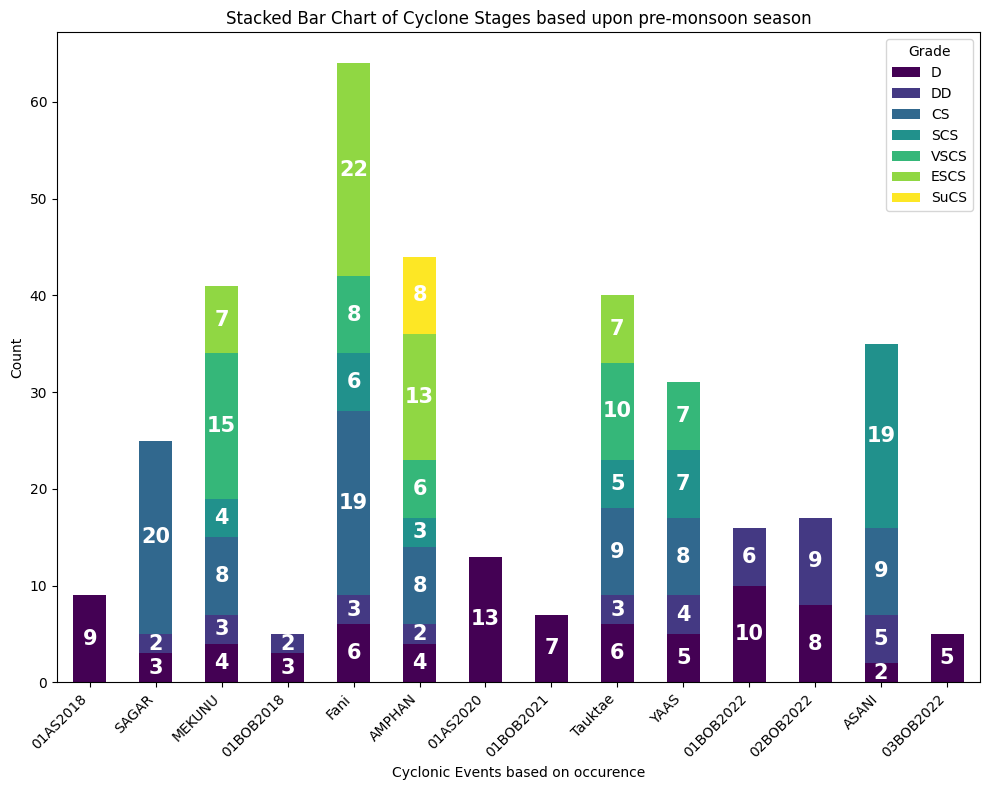 Stacked Bar Chart of Cyclone Stages based upon pre-monsoon season
Grade
D
DD
CS
SCS
VSCS
ESCS
SuCS
Count
60
50
40
30
20
10
0
9
20
2
3
7
15
4
8
3
4
2
3
22
8
6
19
3
6
8
13
6
3
8
2
4
13
7
7
10
5
9
3
6
7
7
8
4
5
6
10
9
8
19
9
5
2
5
01AS2018
SAGAR
MEKUNU
01BOB2018
Fani
AMPHAN
01AS2020
01BOB2021
Tauktae
YAAS
01BOB2022
02BOB2022
ASANI
03BOB2022
Cyclonic Events based on occurence